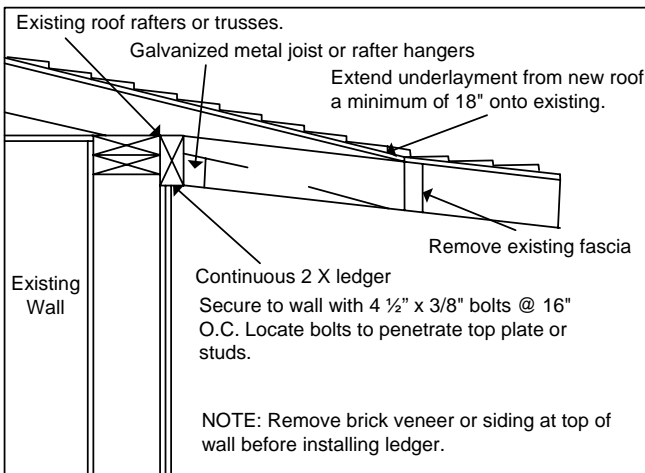 Existing roof rafters or trusses.
Galvanized metal joist or rafter hangers
Extend underlayment from new roof
a minimum of 18" onto existing.
Remove existing fascia
Existing
Wall
Continuous 2 X ledger
Secure to wall with 4 ½” x 3/8" bolts @ 16"
O.C. Locate bolts to penetrate top plate or
studs.
NOTE: Remove brick veneer or siding at top of
wall before installing ledger.